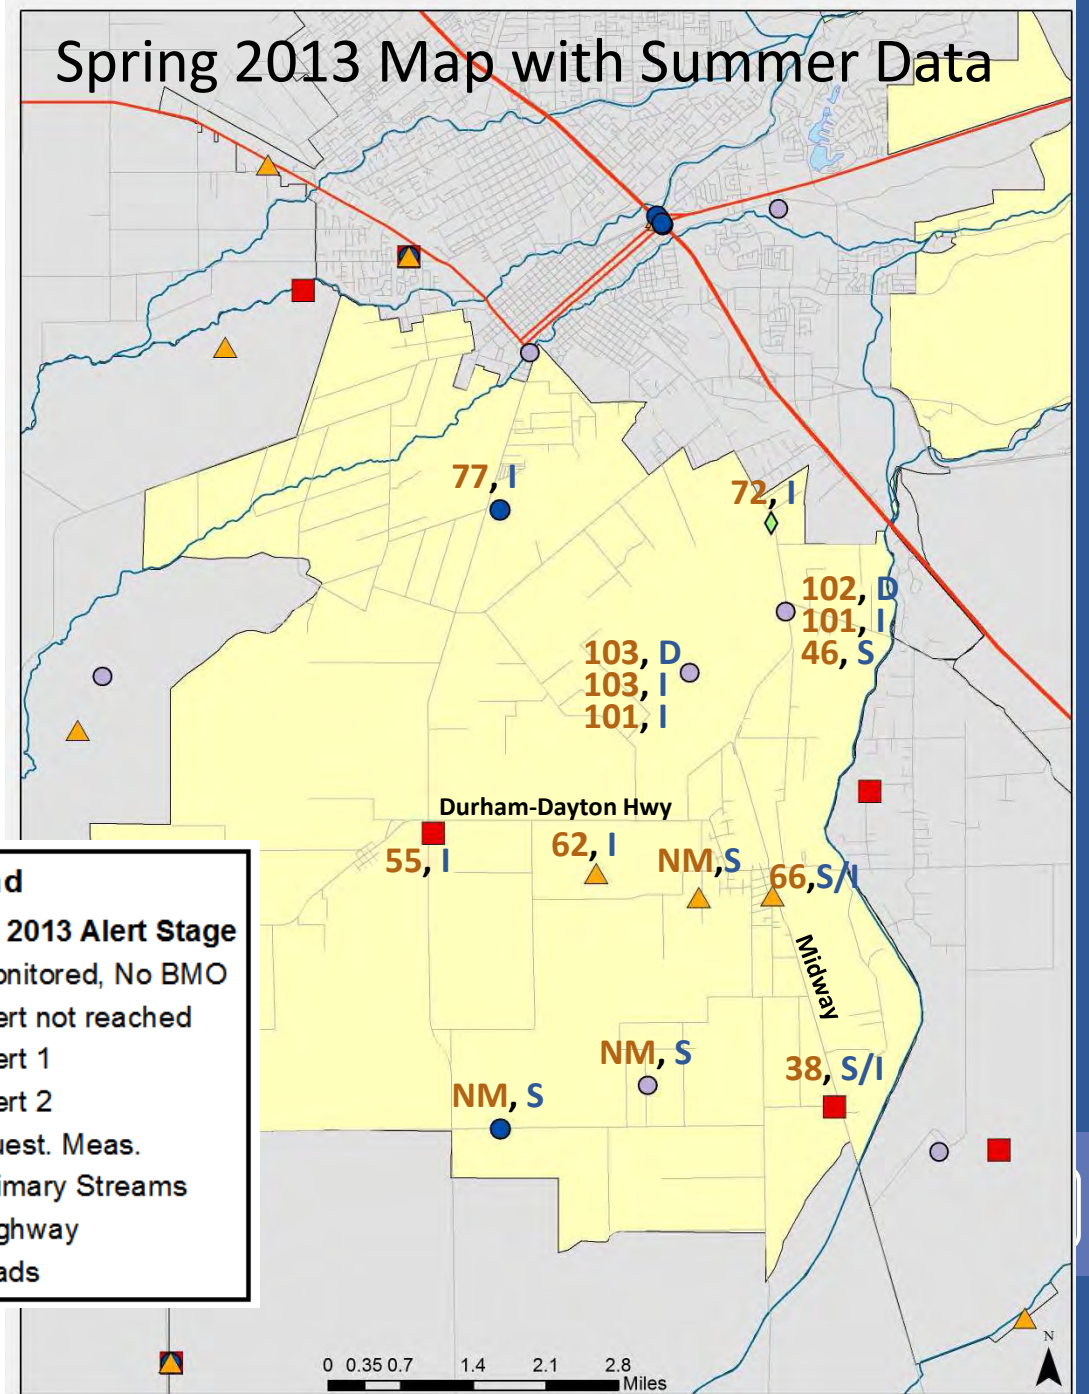 Spring 2013 Map with Summer Data
77, I
72, I
102, D
101, I
46, S
103, D
103, I
101, I
Durham-Dayton Hwy
55, I
62, I
NM,S
66,S/I
Midway
NM, S
38, S/I
NM, S
nd
2013 Alert Stage
onitored, No BMO
ert not reached
ert 1
ert 2
uest. Meas.
imary Streams
ghway
ads
0 0.35 0.7 1.4 2.1 2.8
Miles
N